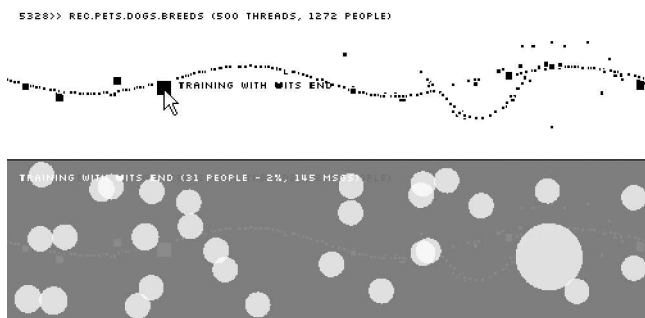 5328>> REC.PETS.DOGS.BREEDS (500 THREADS, 1272 PEOPLE)
TRAINING WITH WITS END
TRAINING WITH WITS END (31 PEOPLE - 2%, 145 MSGS)